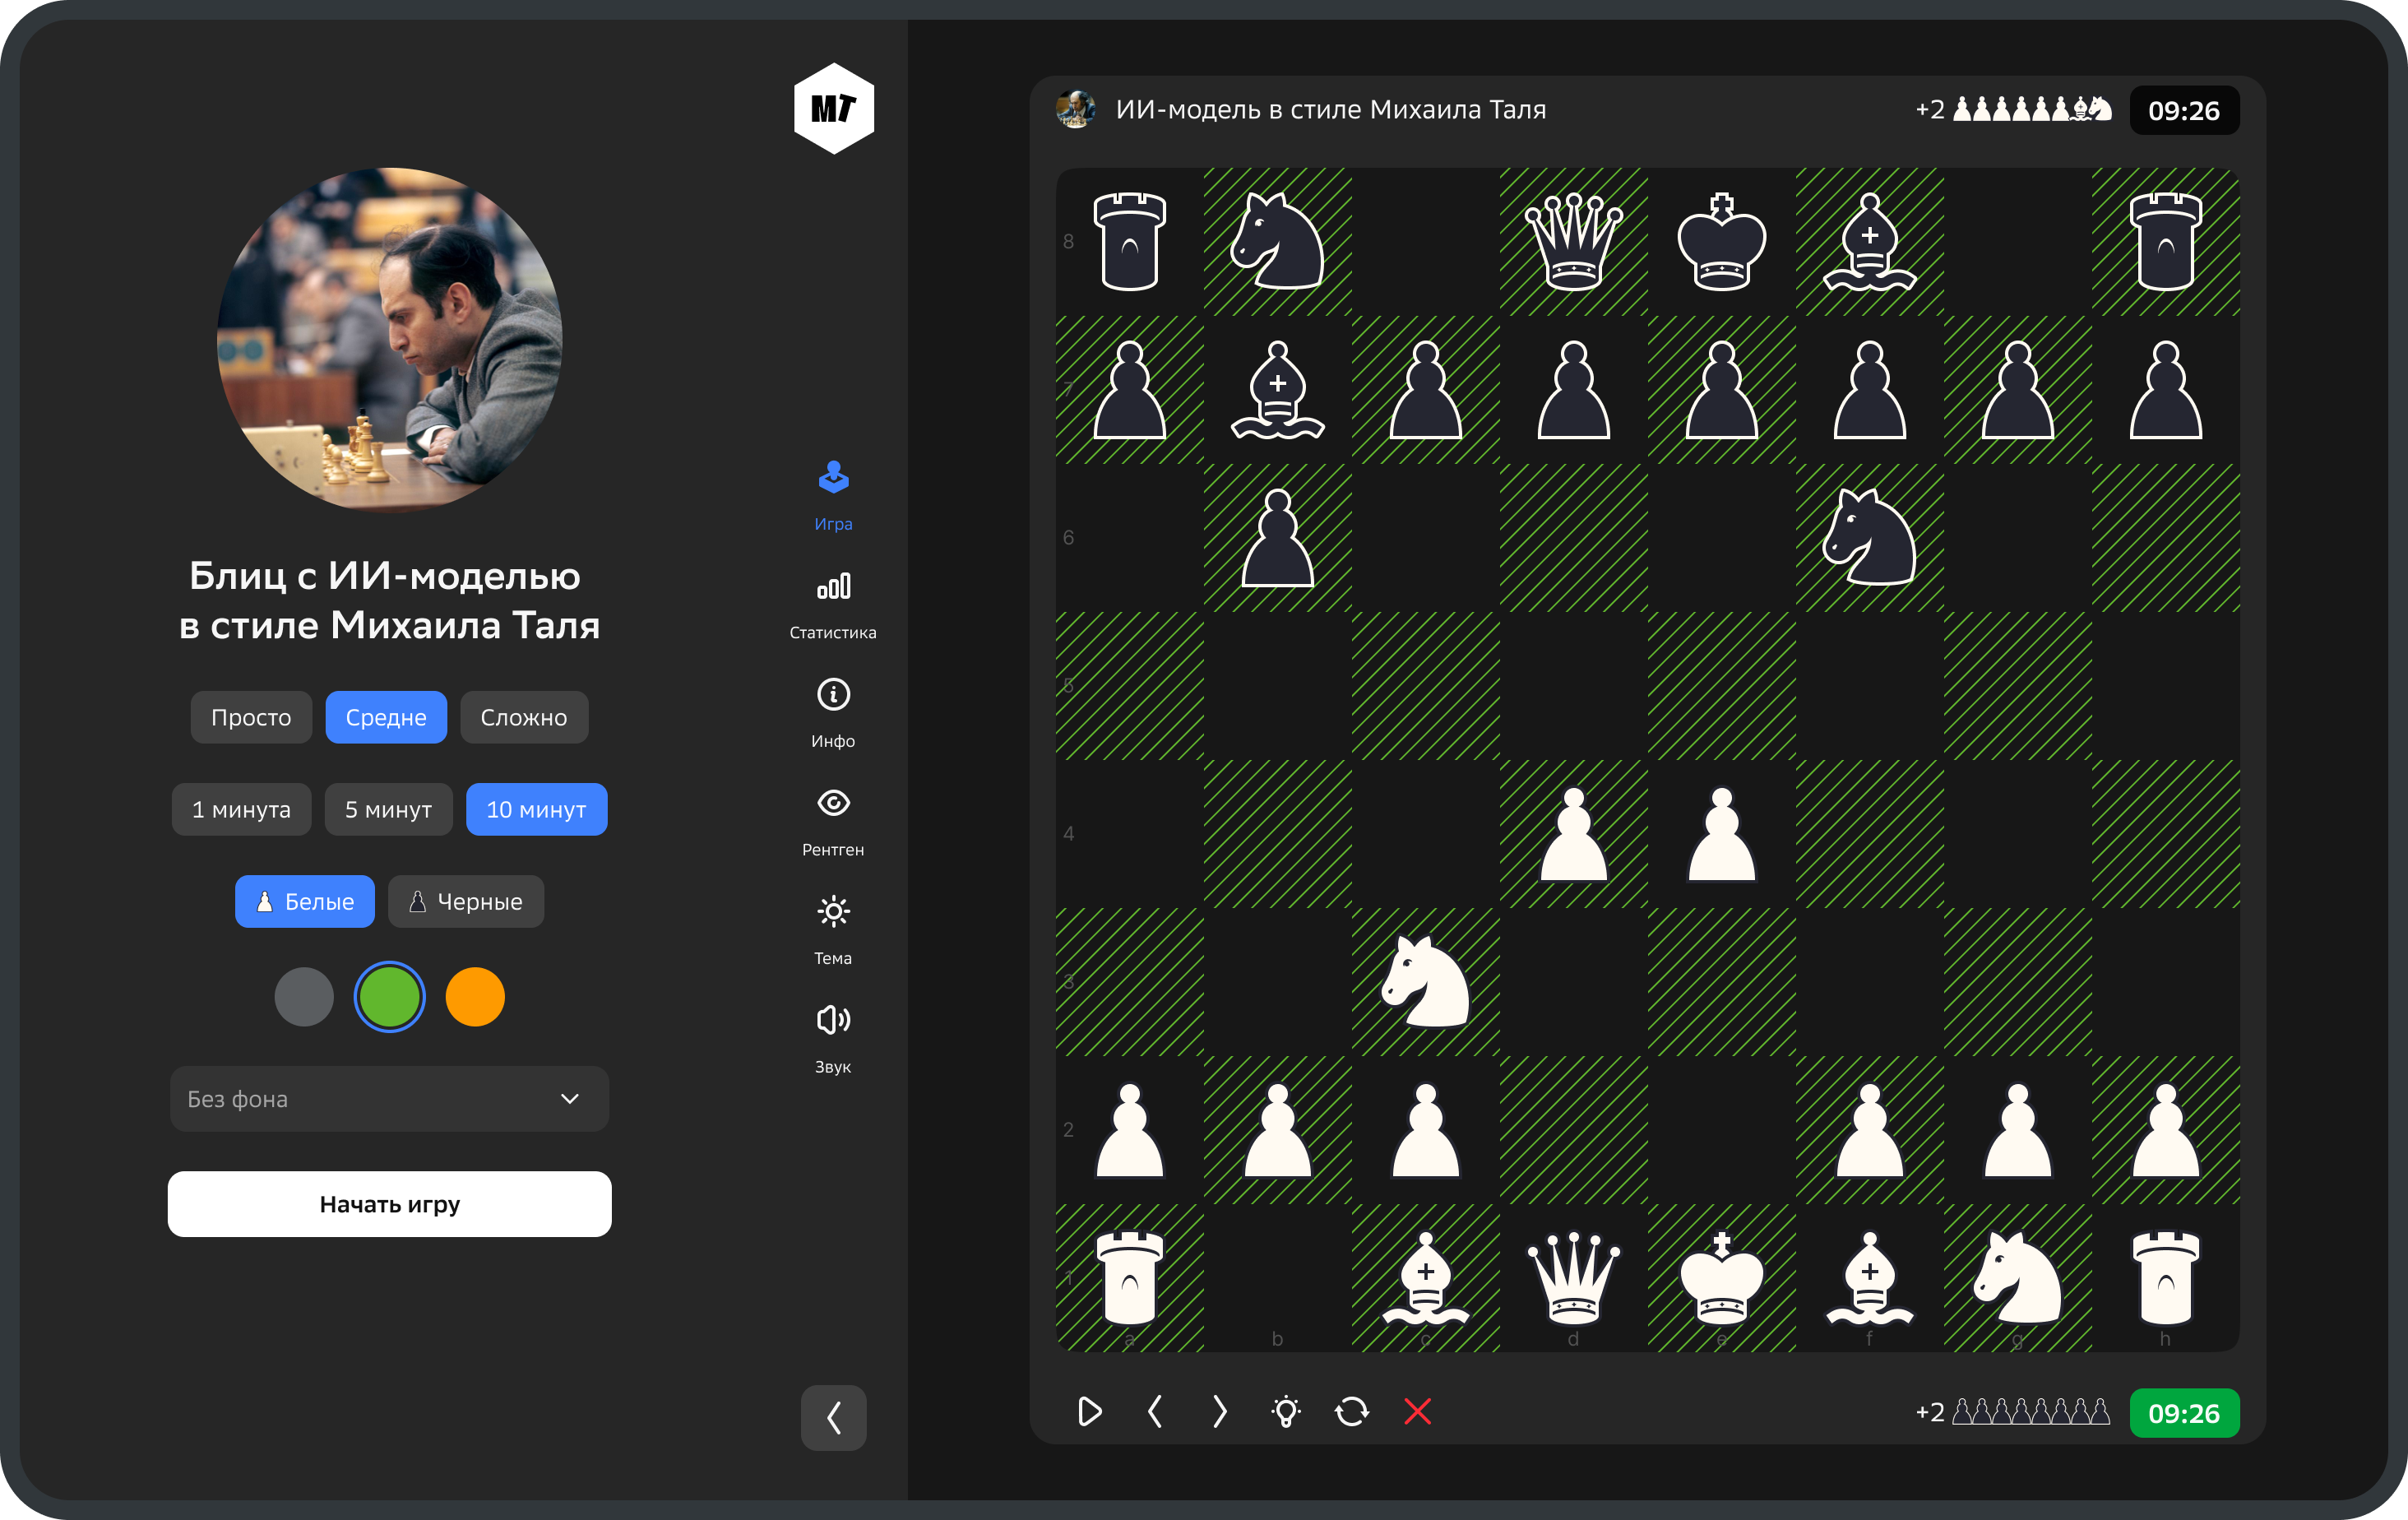 МТ
Блиц с ИИ-моделью
в стиле Михаила Таля
Просто
Средне
Сложно
1 минута
5 минут
10 минут
Белые
Черные
Без фона
Начать игру
Игра
Статистика
Инфо
Рентген
Тема
Звук
ИИ-модель в стиле Михаила Таля
+2
09:26
8
7
6
5
4
3
2
1
a
b
c
d
e
f
g
h
+2
09:26